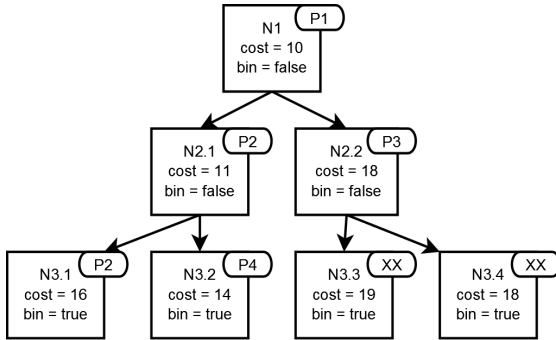 P1
N1
cost = 10
bin = false
P2
N2.1
cost = 11
bin = false
P3
N2.2
cost = 18
bin = false
P2
N3.1
cost = 16
bin = true
P4
N3.2
cost = 14
bin = true
XX
N3.3
cost = 19
bin = true
XX
N3.4
cost = 18
bin = true